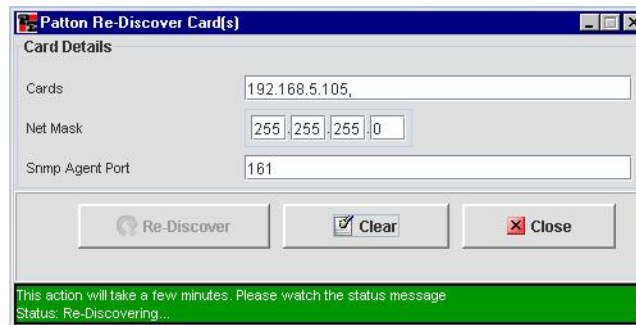 Patton Re-Discover Card(s)
Card Details
Cards 192.168.5.105,
Net Mask 255.255.255.0
Snmp Agent Port 161
Re-Discover Clear Close
This action will take a few minutes. Please watch the status message
Status: Re-Discovering...